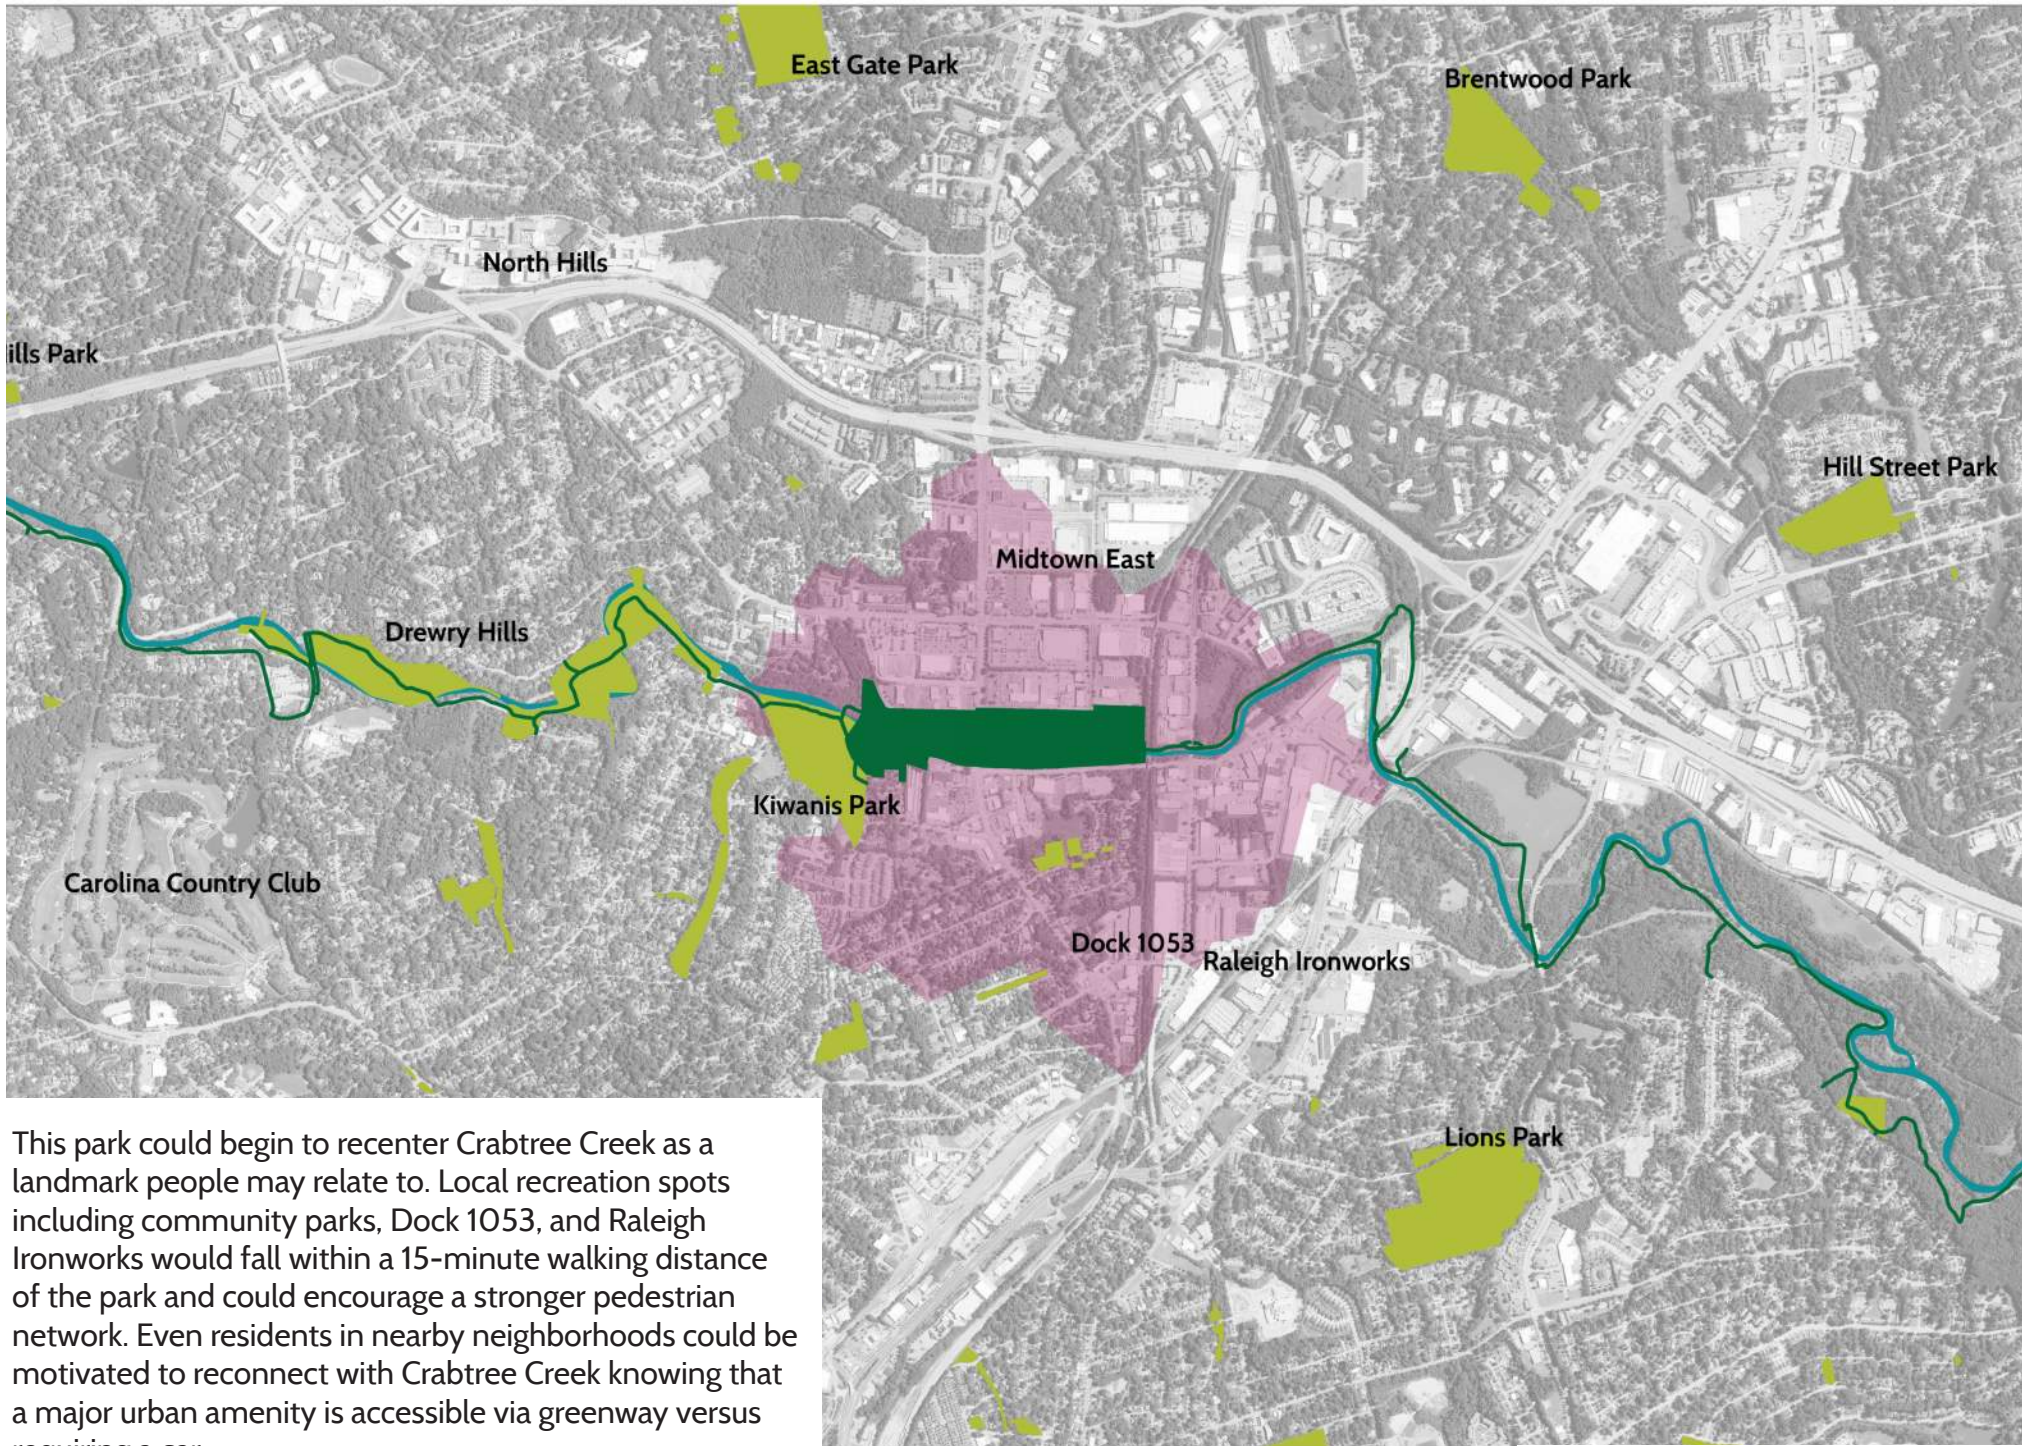 East Gate Park
Brentwood Park
North Hills
ills Park
Hill Street Park
Midtown East
Drewry Hills
Kiwanis Park
Carolina Country Club
Dock 1053
Raleigh Ironworks
Lions Park
This park could begin to recenter Crabtree Creek as a
landmark people may relate to. Local recreation spots
including community parks, Dock 1053, and Raleigh
Ironworks would fall within a 15-minute walking distance
of the park and could encourage a stronger pedestrian
network. Even residents in nearby neighborhoods could be
motivated to reconnect with Crabtree Creek knowing that
a major urban amenity is accessible via greenway versus